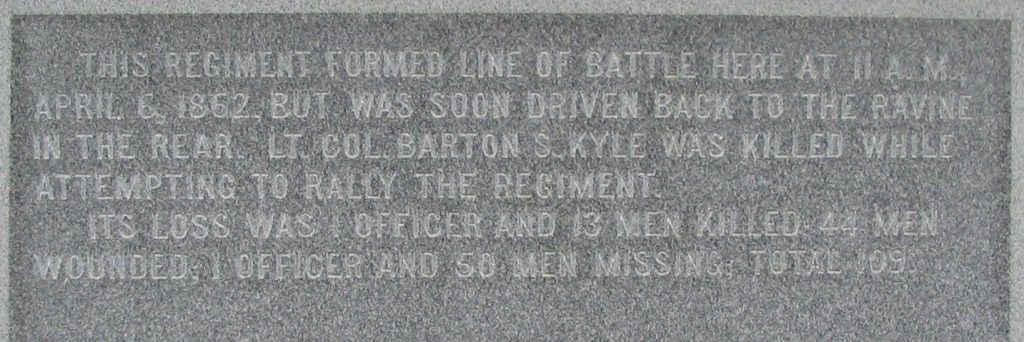 THIS REGIMENT FORMED LINE OF BATTLE HERE AT 11 A. M.,
APRIL 6, 1862. BUT WAS SOON DRIVEN BACK TO THE RAVINE
IN THE REAR. LT. COL. BARTON S. KYLE WAS KILLED WHILE
ATTEMPTING TO RALLY THE REGIMENT.
ITS LOSS WAS 1 OFFICER AND 13 MEN KILLED; 44 MEN
WOUNDED; 1 OFFICER AND 50 MEN MISSING; TOTAL 109.